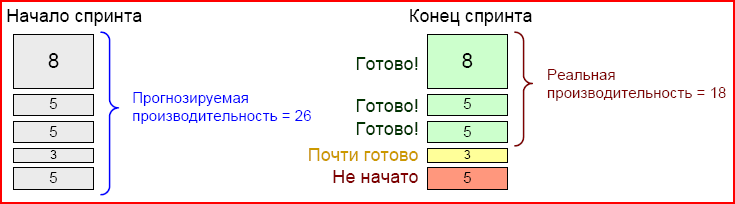 Начало спринта
8
5
5
3
5
Прогнозируемая
производительность = 26
Конец спринта
Готово! 8
Готово! 5
Готово! 5
Почти готово 3
Не начато 5
Реальная
производительность = 18